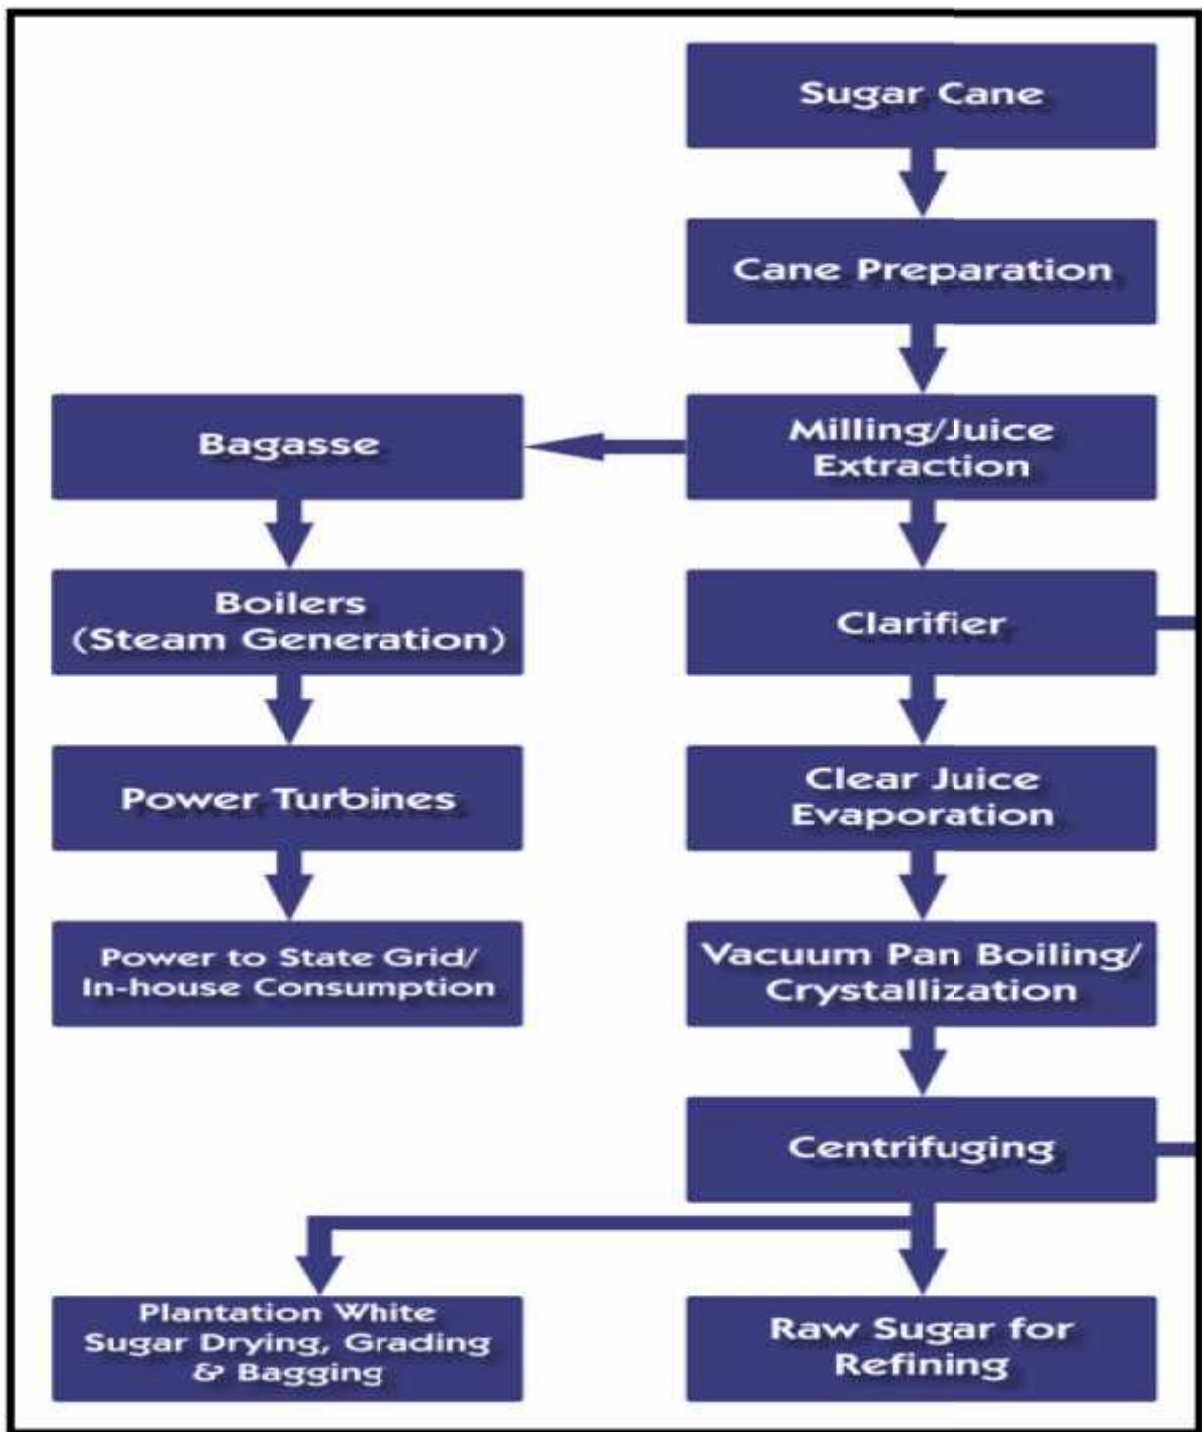 Sugar Cane
Cane Preparation
Milling/Juice
Extraction
Bagasse
Boilers
(Steam Generation)
Clarifier
Power Turbines
Clear Juice
Evaporation
Power to State Grid/
In-house Consumption
Vacuum Pan Boiling/
Crystallization
Centrifuging
Plantation White
Sugar Drying, Grading
& Bagging
Raw Sugar for
Refining